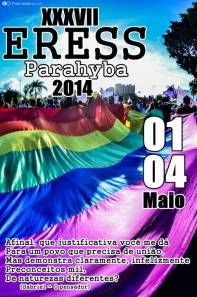 XXXVII
ERESS
Parahyba
2014
01
04
Maio
Afinal, que justificativa você me dá
Para um povo que precisa de união.
Mas demonstra claramente, infelizmente
Preconceitos mil,
De naturezas diferentes?
(Gabriel - O pensador)